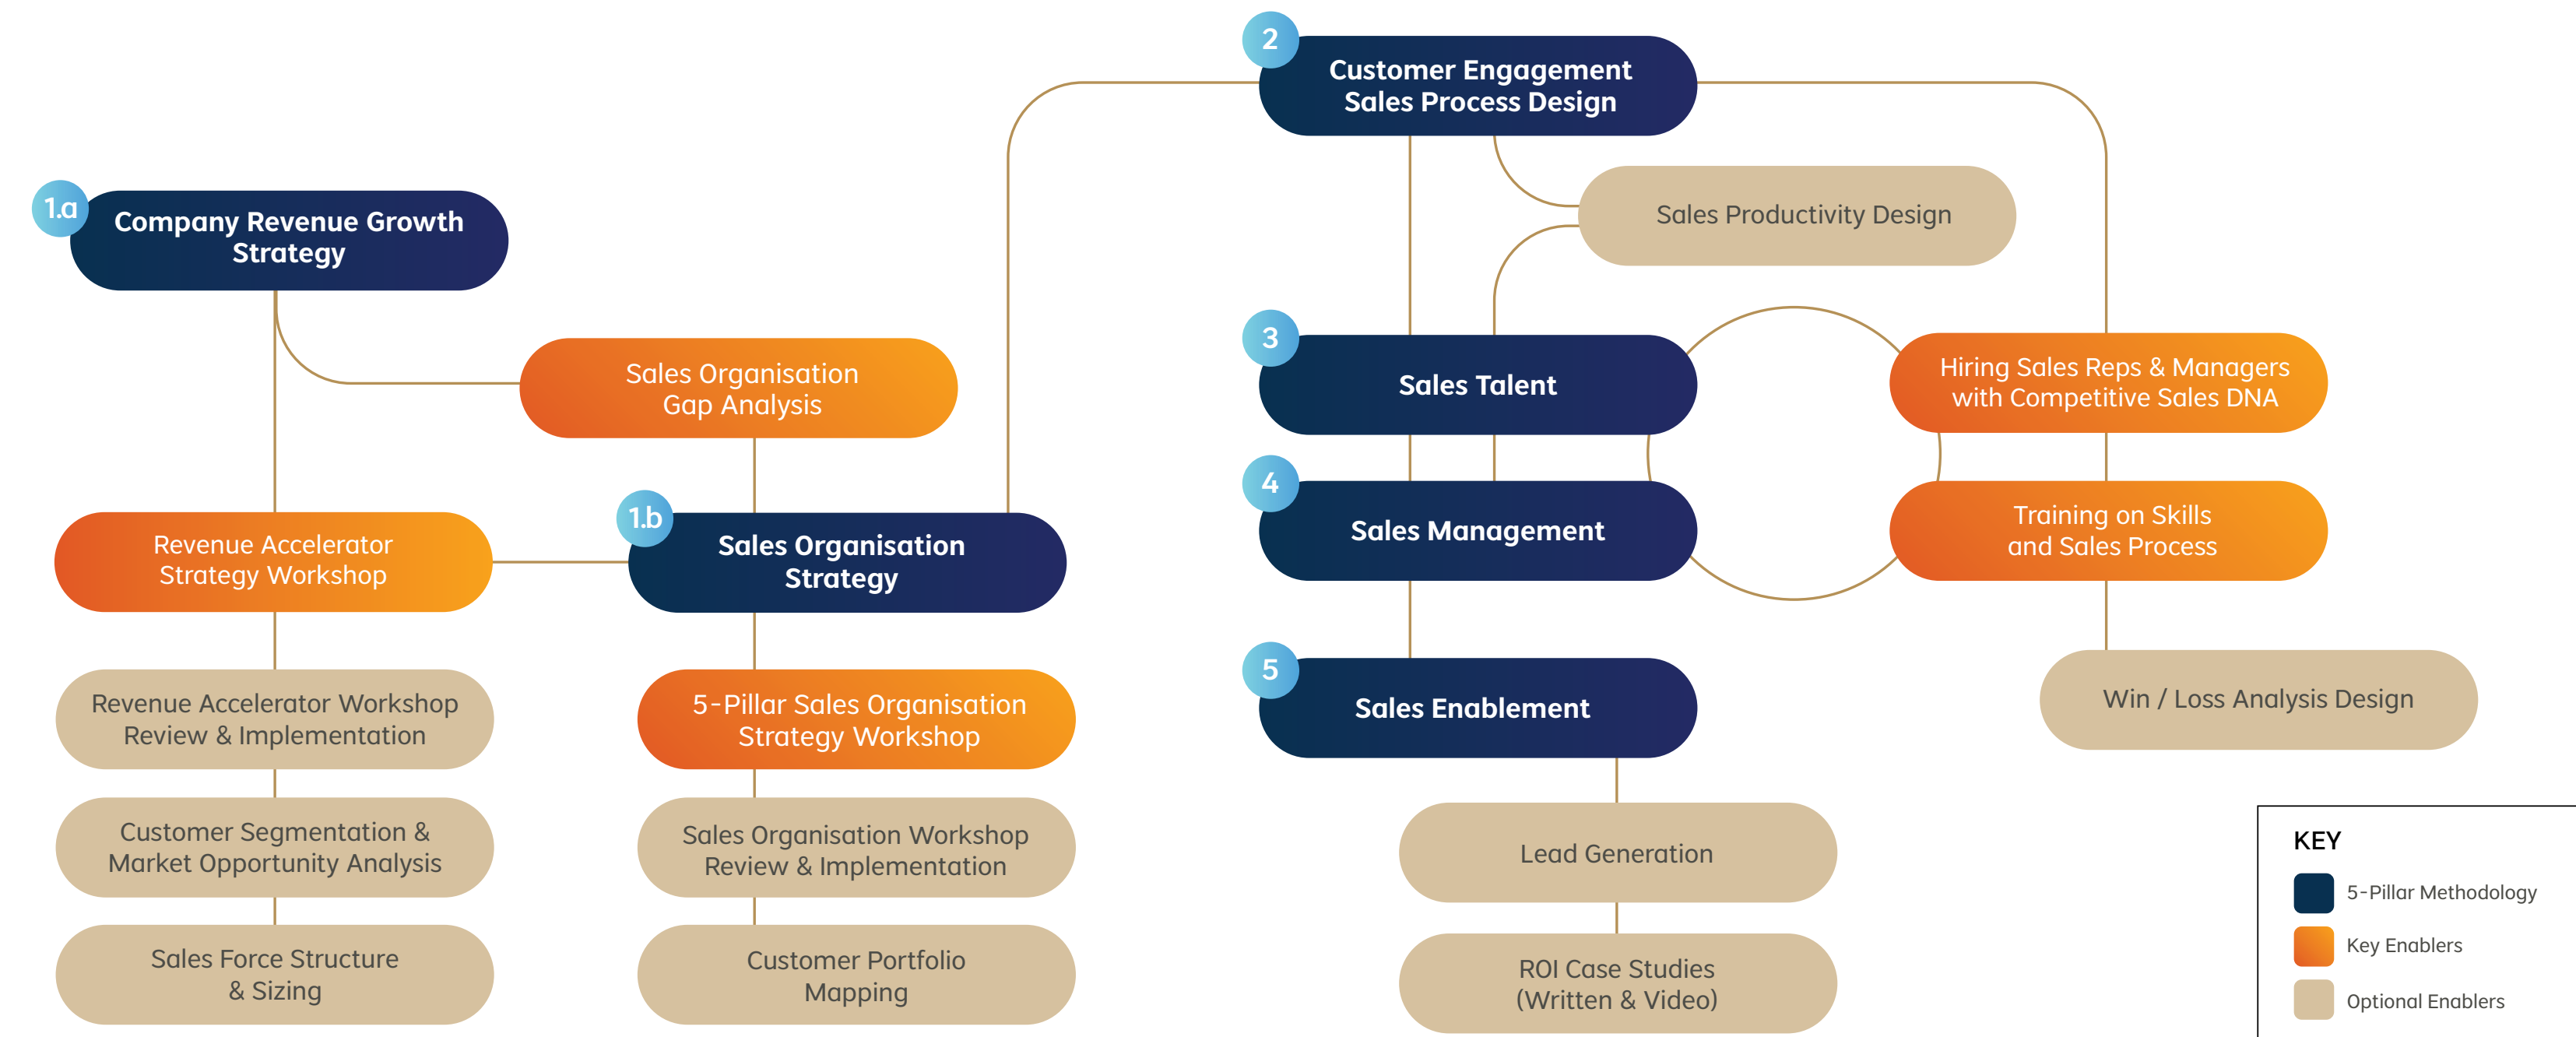 1.a
Company Revenue Growth
Strategy
Sales Organisation
Gap Analysis
Revenue Accelerator
Strategy Workshop
1.b
Sales Organisation
Strategy
Revenue Accelerator Workshop
Review & Implementation
5-Pillar Sales Organisation
Strategy Workshop
Customer Segmentation &
Market Opportunity Analysis
Sales Organisation Workshop
Review & Implementation
Sales Force Structure
& Sizing
Customer Portfolio
Mapping
2
Customer Engagement
Sales Process Design
Sales Productivity Design
3
Sales Talent
Hiring Sales Reps & Managers
with Competitive Sales DNA
4
Sales Management
Training on Skills
and Sales Process
5
Sales Enablement
Win / Loss Analysis Design
Lead Generation
ROI Case Studies
(Written & Video)
KEY
5-Pillar Methodology
Key Enablers
Optional Enablers